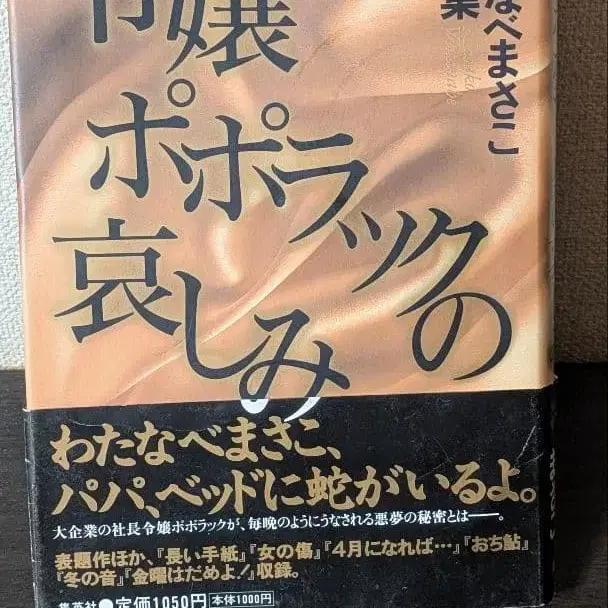 なべまさこ
集
令嬢
ポポラックの
哀しみ
わたなべまさこ、
パパ、ベッドに蛇がいるよ。
大企業の社長令嬢ポポラックが、毎晩のようにうなされる悪夢の秘密とは——。
表題作ほか、『長い手紙』『女の傷』『4月になれば…』『おち鮎』
『冬の音』『金曜はだめよ!』収録。
集英社●定価1050円 本体1000円